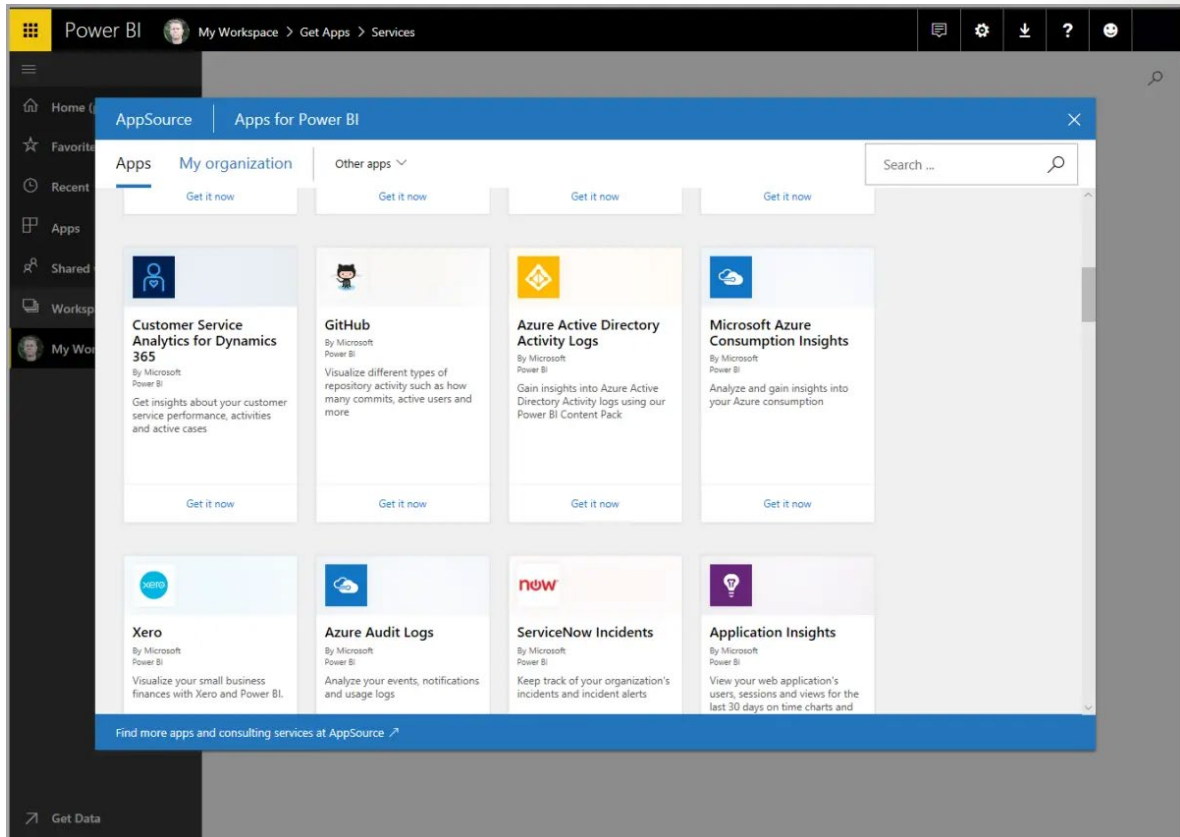 Power BI My Workspace > Get Apps > Services
?
Home (
AppSource Apps for Power BI
Favorite
Apps My organization Other apps Search ...
Recent
Get it now Get it now Get it now Get it now
Apps
Shared
Worksp
My Wor
Customer Service
Analytics for Dynamics
365
By Microsoft
Power BI
Get insights about your customer
service performance, activities
and active cases
Get it now
GitHub
By Microsoft
Power BI
Visualize different types of
repository activity such as how
many commits, active users and
more
Get it now
Azure Active Directory
Activity Logs
By Microsoft
Power BI
Gain insights into Azure Active
Directory Activity logs using our
Power BI Content Pack
Get it now
Microsoft Azure
Consumption Insights
By Microsoft
Power BI
Analyze and gain insights into
your Azure consumption
Get it now
xero
Xero
By Microsoft
Power BI
Visualize your small business
finances with Xero and Power BI.
Azure Audit Logs
By Microsoft
Power BI
Analyze your events, notifications
and usage logs
now
ServiceNow Incidents
By Microsoft
Power BI
Keep track of your organization's
incidents and incident alerts
Application Insights
By Microsoft
Power BI
View your web application's
users, sessions and views for the
last 30 days on time charts and
Find more apps and consulting services at AppSource
Get Data